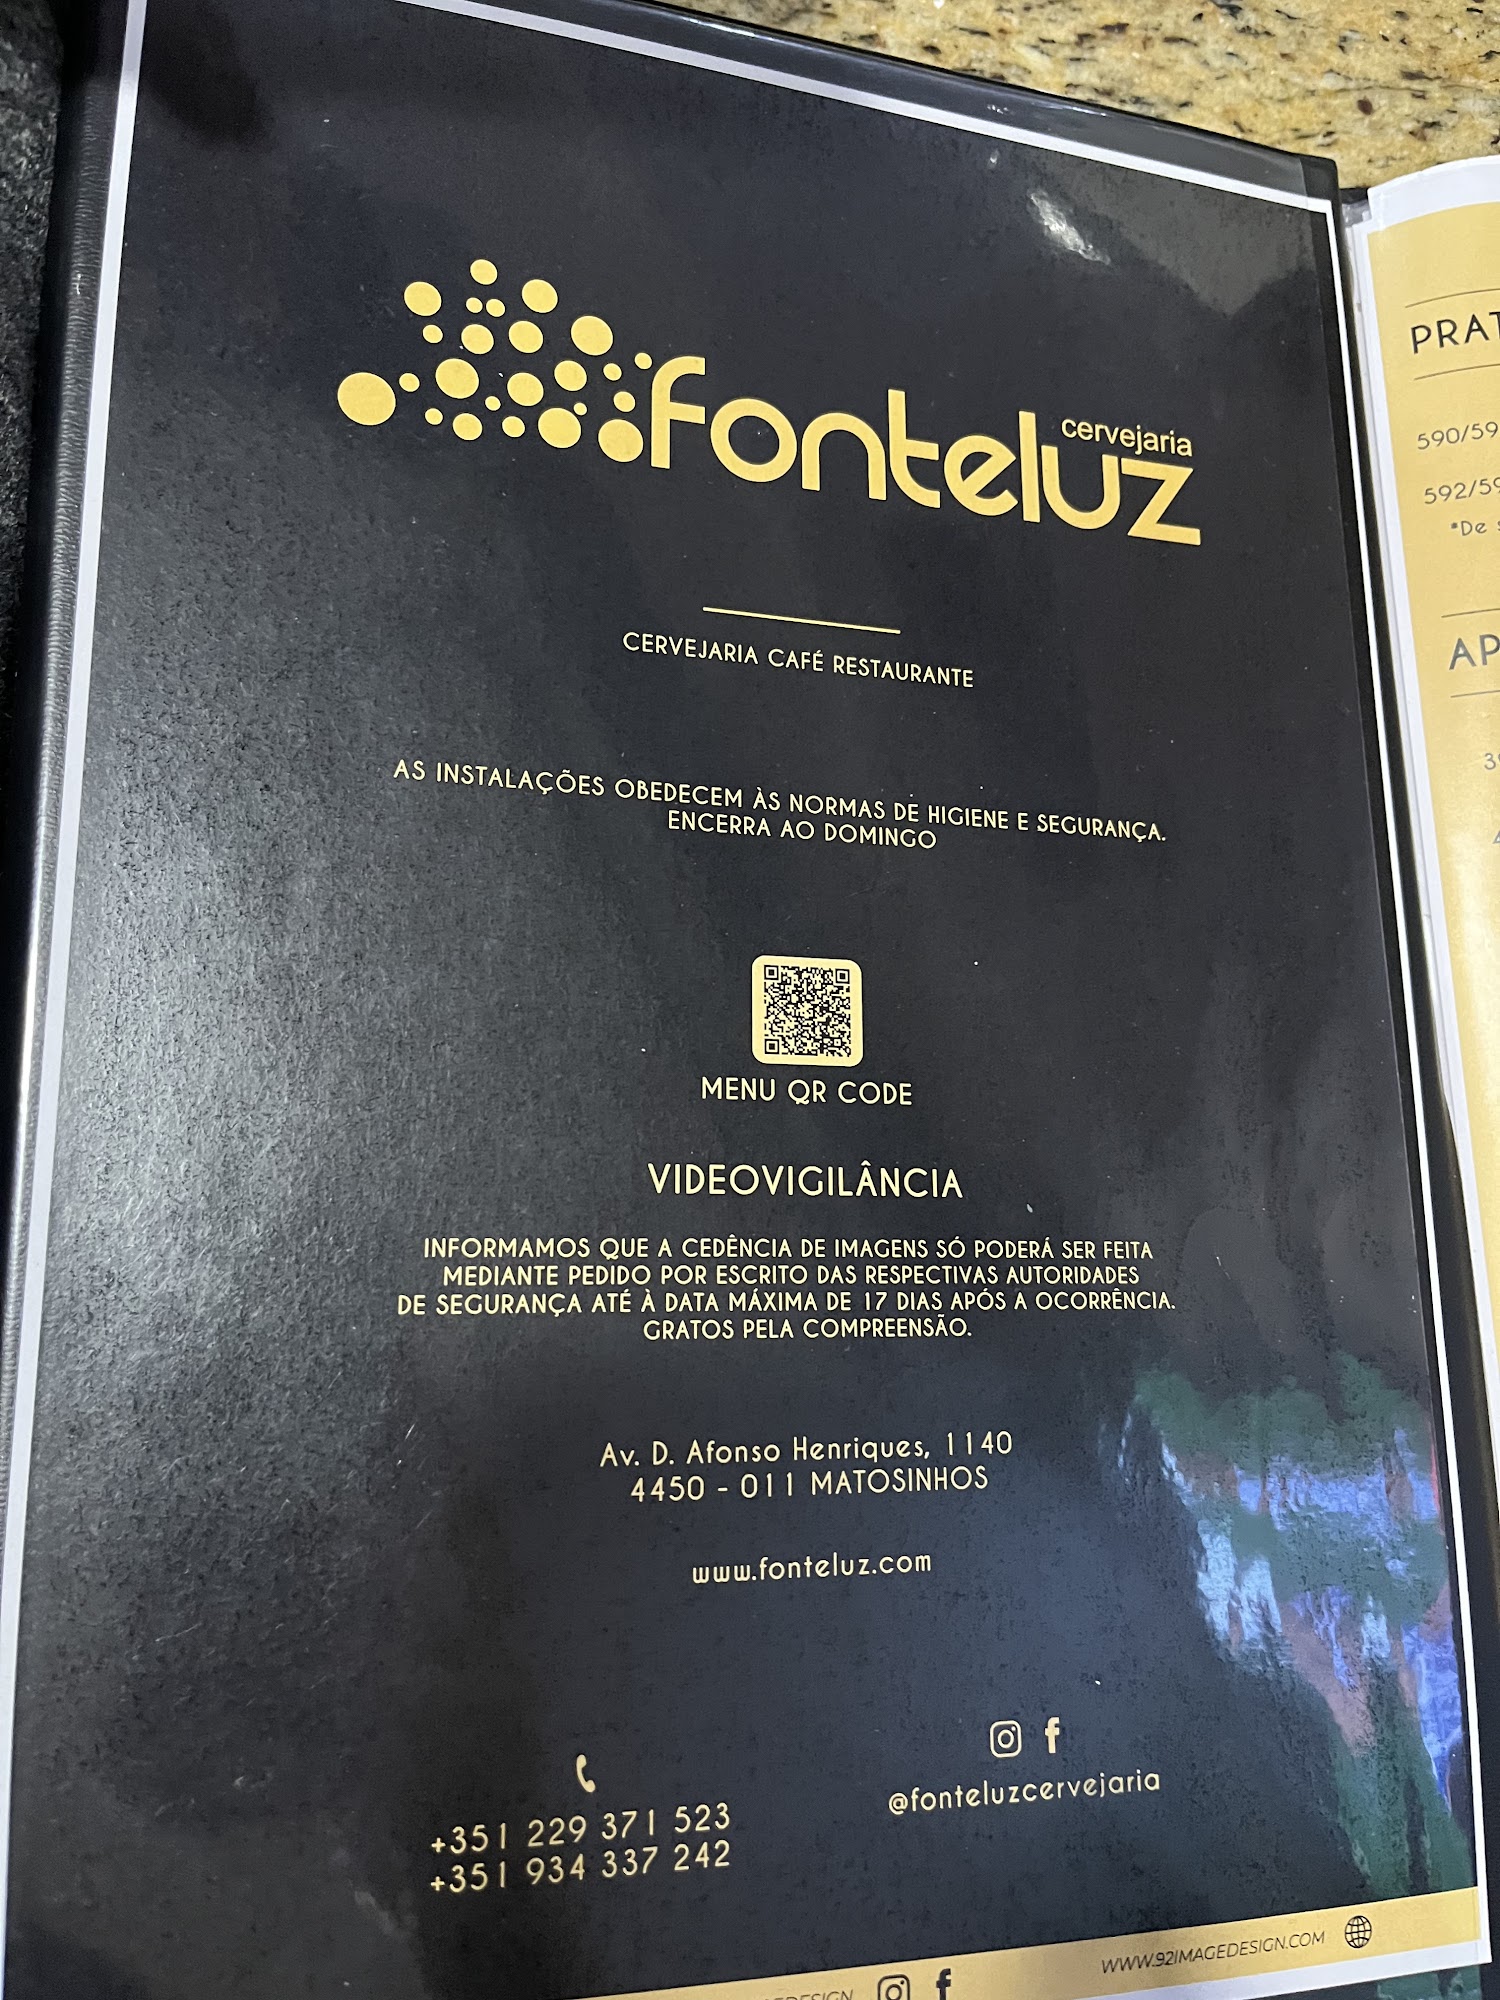 fonteluz
cervejaria
CERVEJARIA CAFÉ RESTAURANTE
AS INSTALAÇÕES OBEDECEM ÀS NORMAS DE HIGIENE E SEGURANÇA.
ENCERRA AO DOMINGO
MENU QR CODE
VIDEOVIGILÂNCIA
INFORMAMOS QUE A CEDÊNCIA DE IMAGENS SÓ PODERÁ SER FEITA
MEDIANTE PEDIDO POR ESCRITO DAS RESPECTIVAS AUTORIDADES
DE SEGURANÇA ATÉ À DATA MÁXIMA DE 17 DIAS APÓS A OCORRÊNCIA.
GRATOS PELA COMPREENSÃO.
Av. D. Afonso Henriques, 1140
4450 - 011 MATOSINHOS
www.fonteluz.com
+351 229 371 523
+351 934 337 242
@fonteluzcervejaria
WWW.92IMAGEDESIGN.COM
590/59
592/59
*De